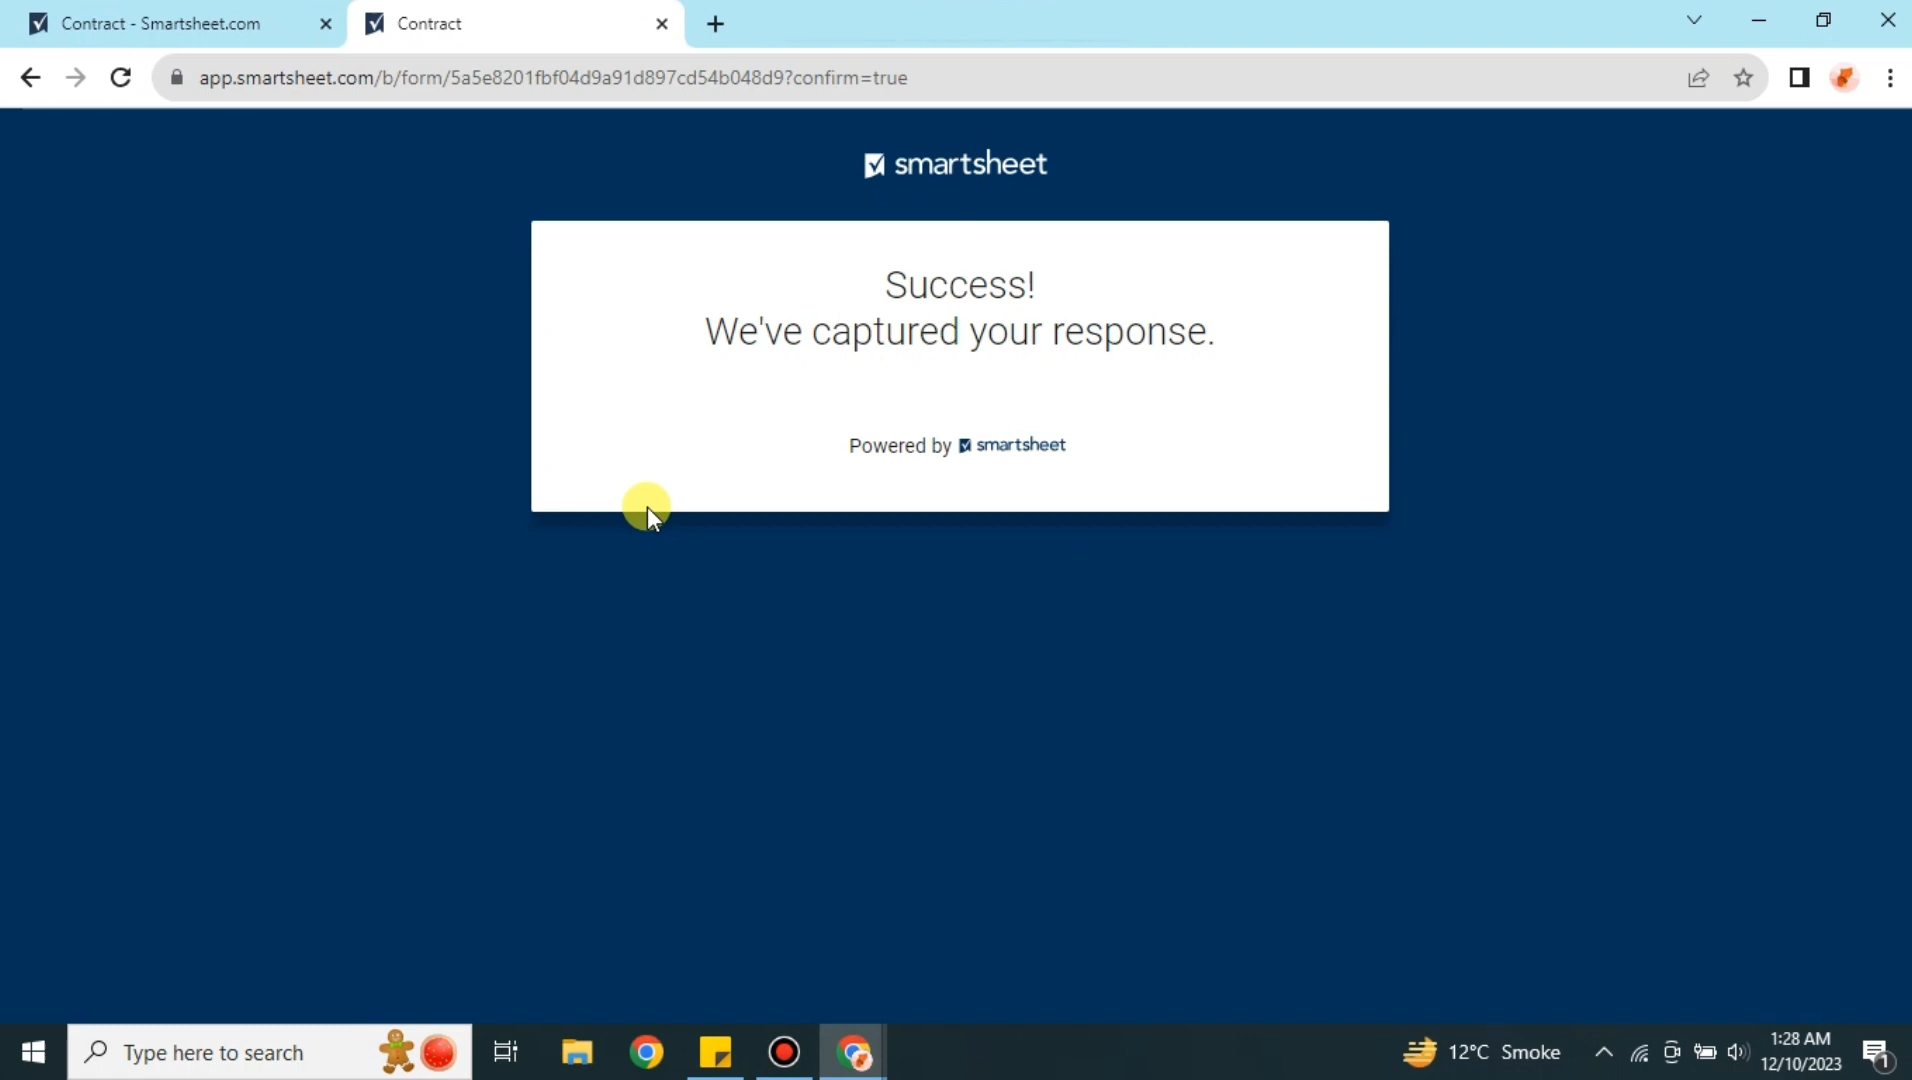 Contract - Smartsheet.com
Contract
app.smartsheet.com/b/form/5a5e8201fbf04d9a91d897cd54b048d9?confirm=true
smartsheet
Success!
We've captured your response.
Powered by smartsheet
Type here to search
12°C Smoke
1:28 AM
12/10/2023
1